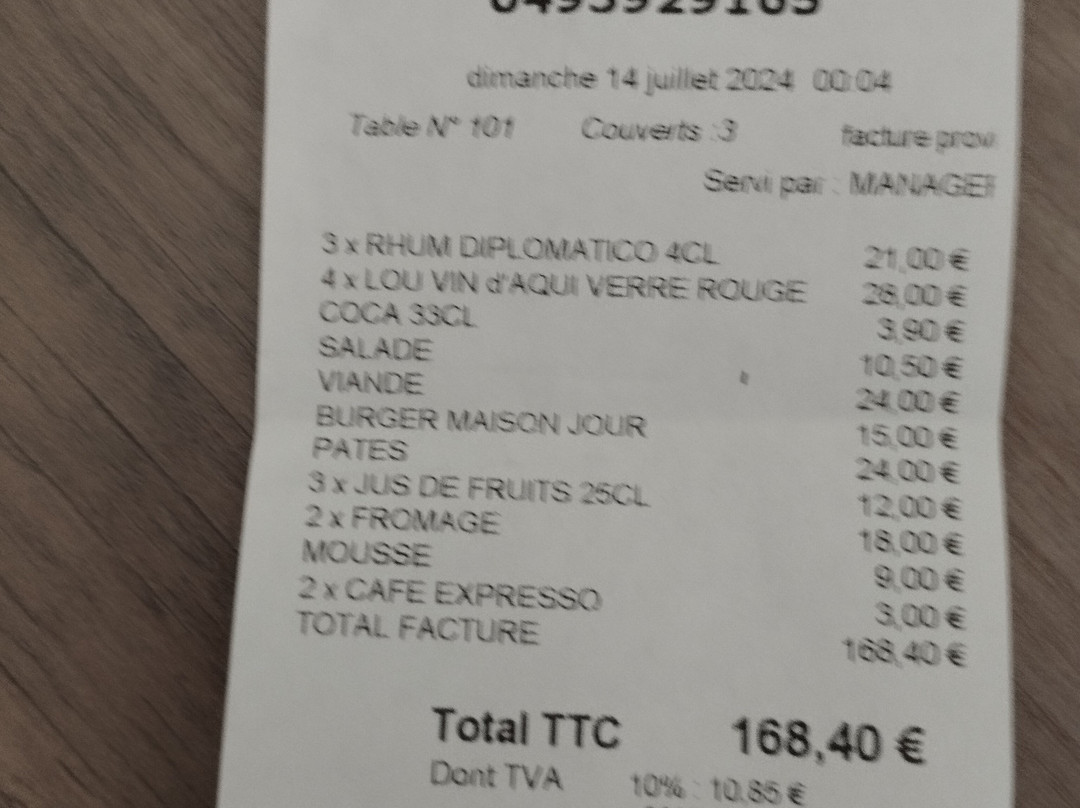 dimanche 14 juillet 2024 00:04
Table N° 101 Couverts :3 facture prov
Servi par : MANAGER
3 x RHUM DIPLOMATICO 4CL 21,00 €
4 x LOU VIN d'AQUI VERRE ROUGE 28,00 €
COCA 33CL 3,90 €
SALADE 10,50 €
VIANDE 24,00 €
BURGER MAISON JOUR 15,00 €
PATES 24,00 €
3 x JUS DE FRUITS 25CL 12,00 €
2 x FROMAGE 18,00 €
MOUSSE 9,00 €
2 x CAFE EXPRESSO 3,00 €
TOTAL FACTURE 168,40 €
Total TTC 168,40 €
Dont TVA 10% : 10,85 €